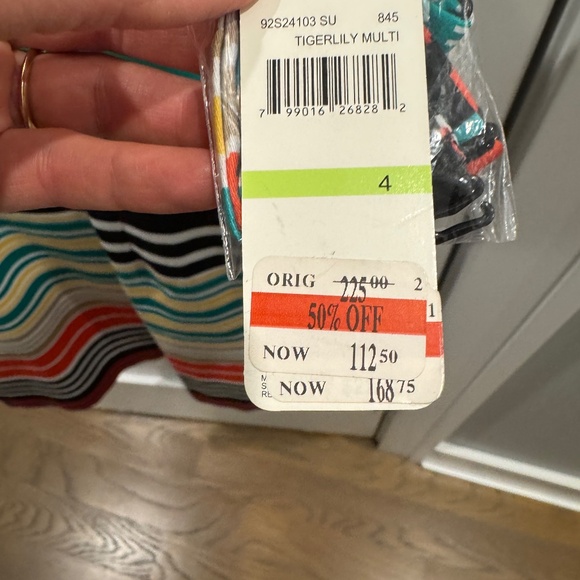 92S24103 SU 845
TIGERLILY MULTI
7 99016 26828 2
4
ORIG 225 00 2
50% OFF 1
NOW 112 50
M
S
RE
NOW 168 75